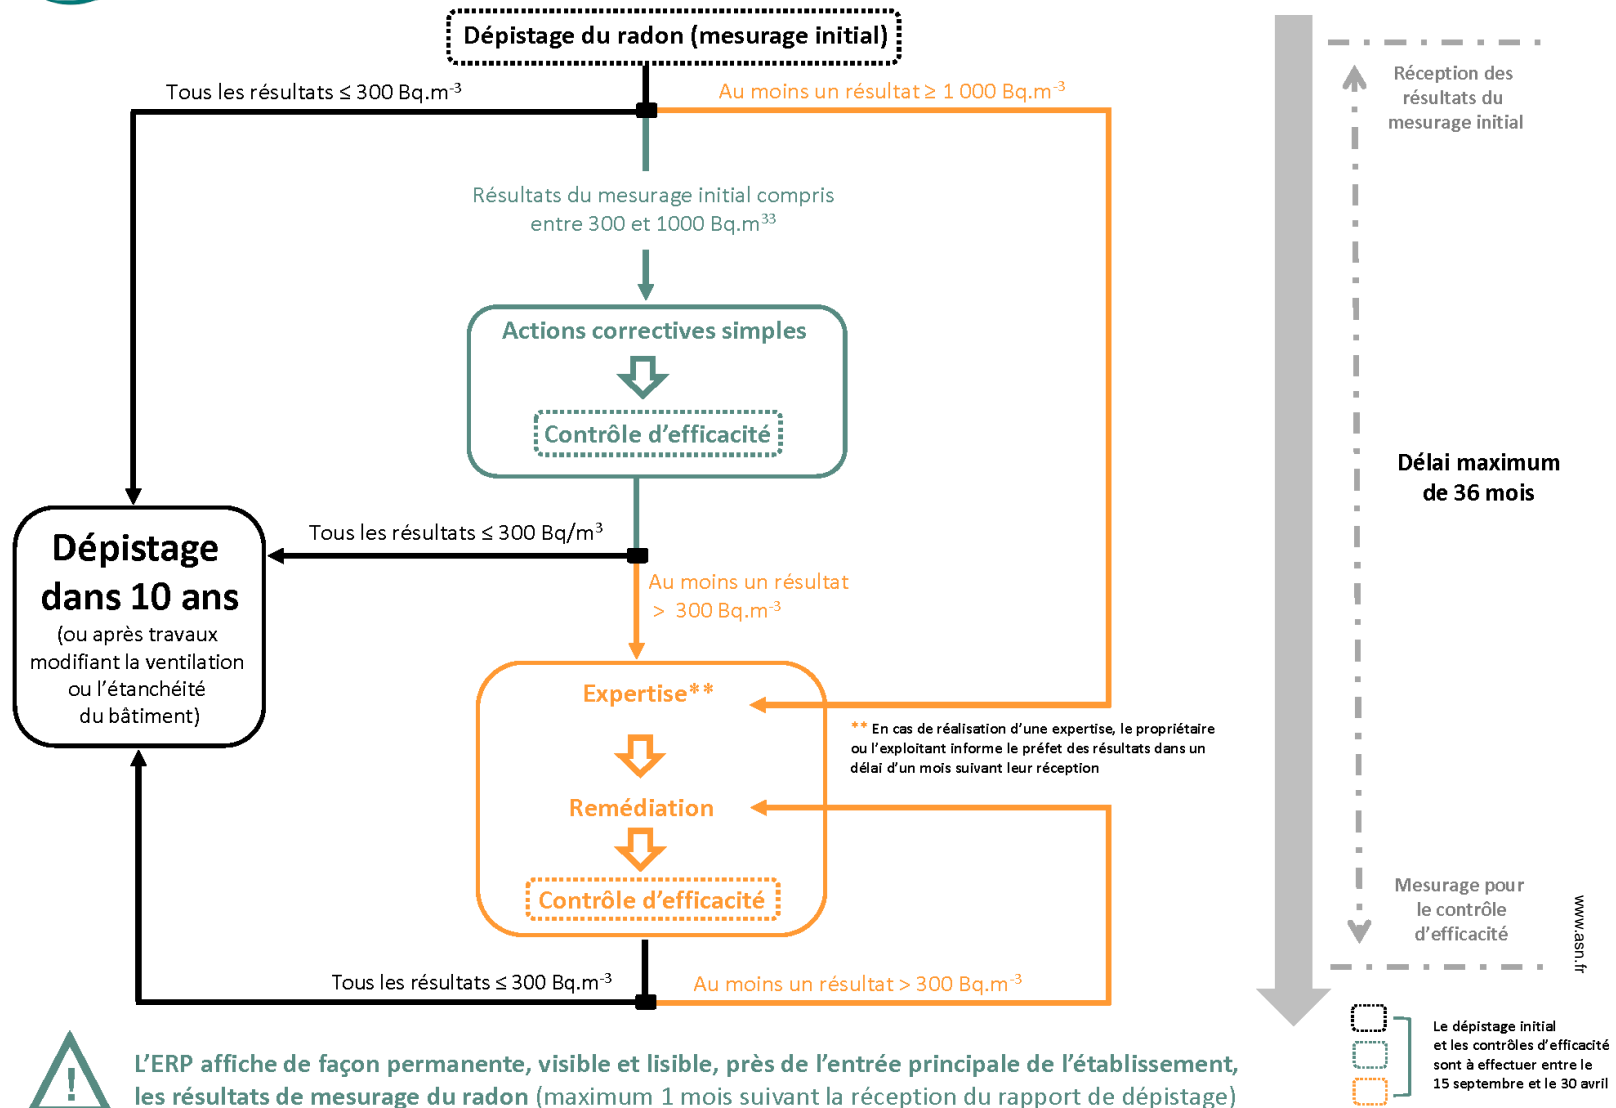 Dépistage du radon (mesurage initial)
Tous les résultats ≤ 300 Bq.m⁻³
Au moins un résultat ≥ 1 000 Bq.m⁻³
Résultats du mesurage initial compris
entre 300 et 1000 Bq.m³³
Actions correctives simples
Contrôle d’efficacité
Tous les résultats ≤ 300 Bq/m³
Au moins un résultat
> 300 Bq.m⁻³
Dépistage
dans 10 ans
(ou après travaux
modifiant la ventilation
ou l’étanchéité
du bâtiment)
Expertise**
** En cas de réalisation d’une expertise, le propriétaire
ou l’exploitant informe le préfet des résultats dans un
délai d’un mois suivant leur réception
Remédiation
Contrôle d’efficacité
Tous les résultats ≤ 300 Bq.m⁻³
Au moins un résultat > 300 Bq.m⁻³
Réception des
résultats du
mesurage initial
Délai maximum
de 36 mois
Mesurage pour
le contrôle
d’efficacité
www.asn.fr
Le dépistage initial
et les contrôles d’efficacité
sont à effectuer entre le
15 septembre et le 30 avril
!
L’ERP affiche de façon permanente, visible et lisible, près de l’entrée principale de l’établissement,
les résultats de mesurage du radon (maximum 1 mois suivant la réception du rapport de dépistage)